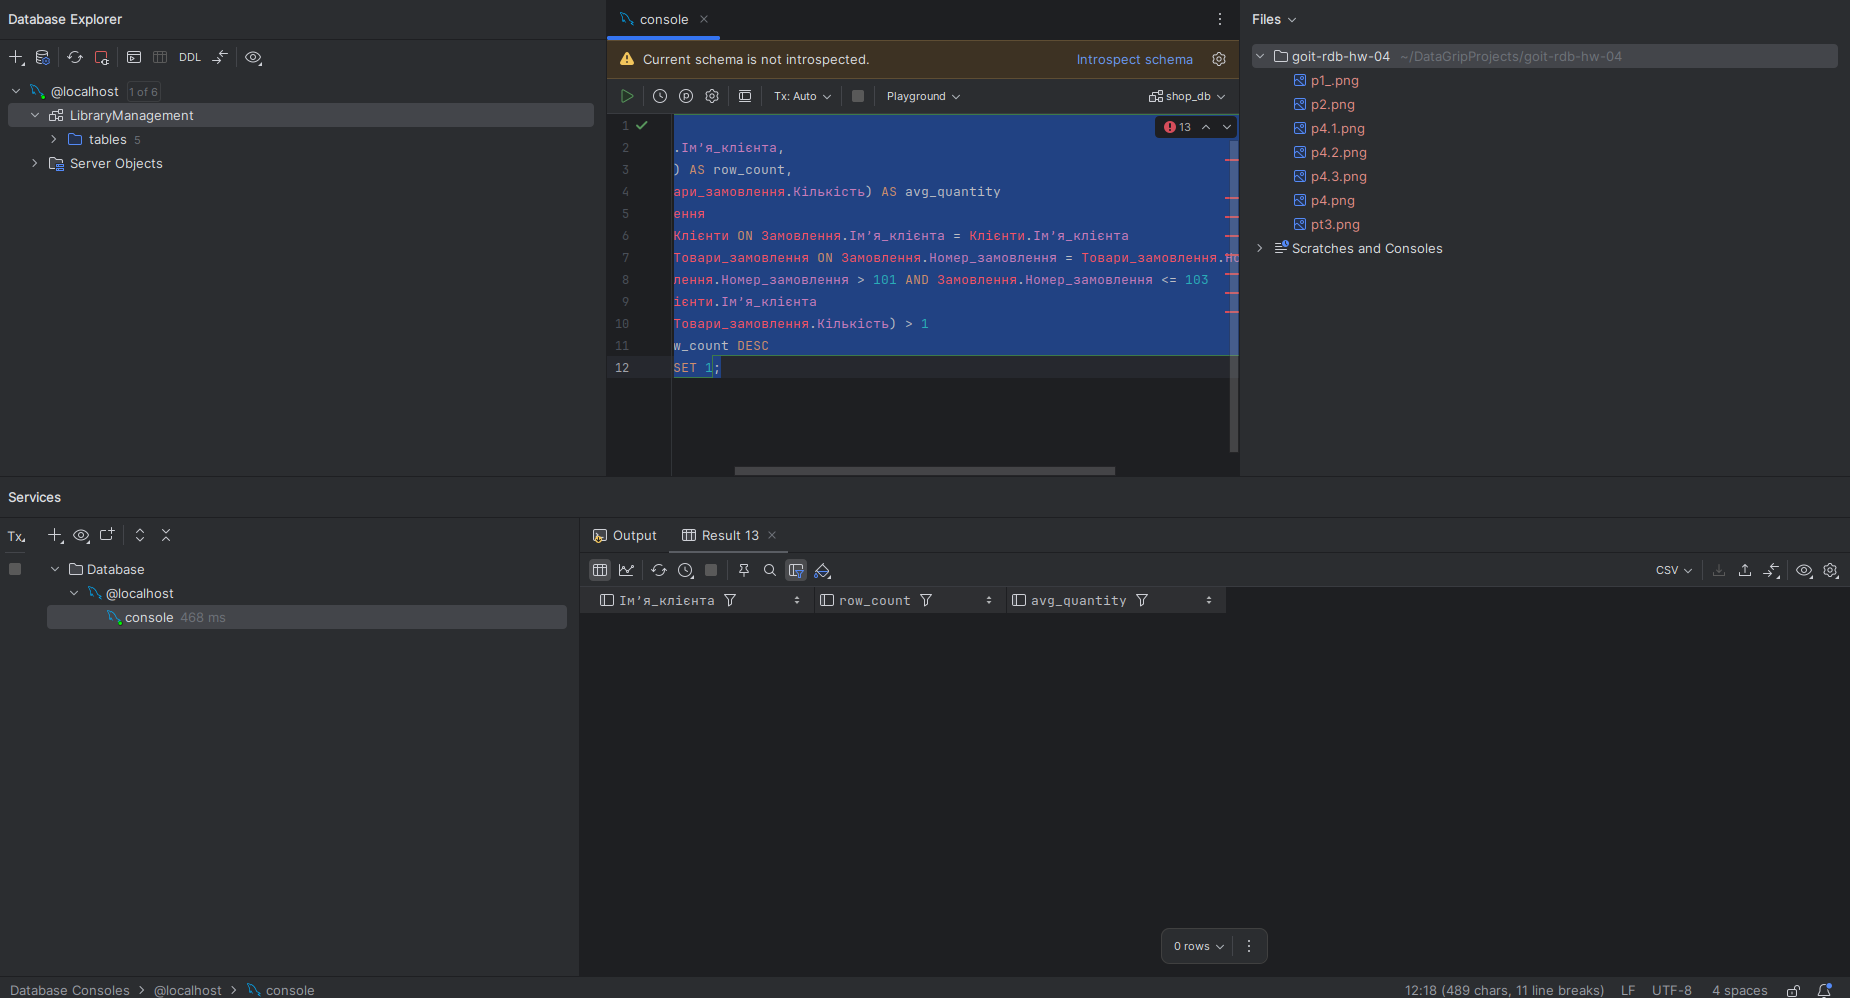 Database Explorer
DDL
@localhost 1 of 6
LibraryManagement
tables 5
Server Objects
console
Current schema is not introspected. Introspect schema
Tx: Auto Playground shop_db
13
1
2 .Ім’я_клієнта,
3 ) AS row_count,
4 ари_замовлення.Кількість) AS avg_quantity
5 ення
6 Клієнти ON Замовлення.Ім’я_клієнта = Клієнти.Ім’я_клієнта
7 Товари_замовлення ON Замовлення.Номер_замовлення = Товари_замовлення.Но
8 лення.Номер_замовлення > 101 AND Замовлення.Номер_замовлення <= 103
9 ієнти.Ім’я_клієнта
10 Товари_замовлення.Кількість) > 1
11 w_count DESC
12 SET 1;
Files
goit-rdb-hw-04 ~/DataGripProjects/goit-rdb-hw-04
p1_.png
p2.png
p4.1.png
p4.2.png
p4.3.png
p4.png
pt3.png
Scratches and Consoles
Services
Tx
Database
@localhost
console 468 ms
Output Result 13
CSV
Ім’я_клієнта row_count avg_quantity
0 rows
Database Consoles @localhost console
12:18 (489 chars, 11 line breaks) LF UTF-8 4 spaces